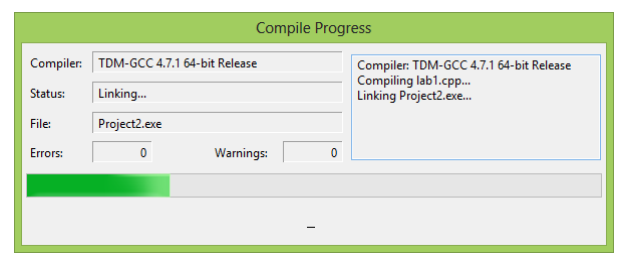 Compile Progress
Compiler: TDM-GCC 4.7.1 64-bit Release
Status: Linking...
File: Project2.exe
Errors: 0 Warnings: 0
Compiler: TDM-GCC 4.7.1 64-bit Release
Compiling lab1.cpp...
Linking Project2.exe...